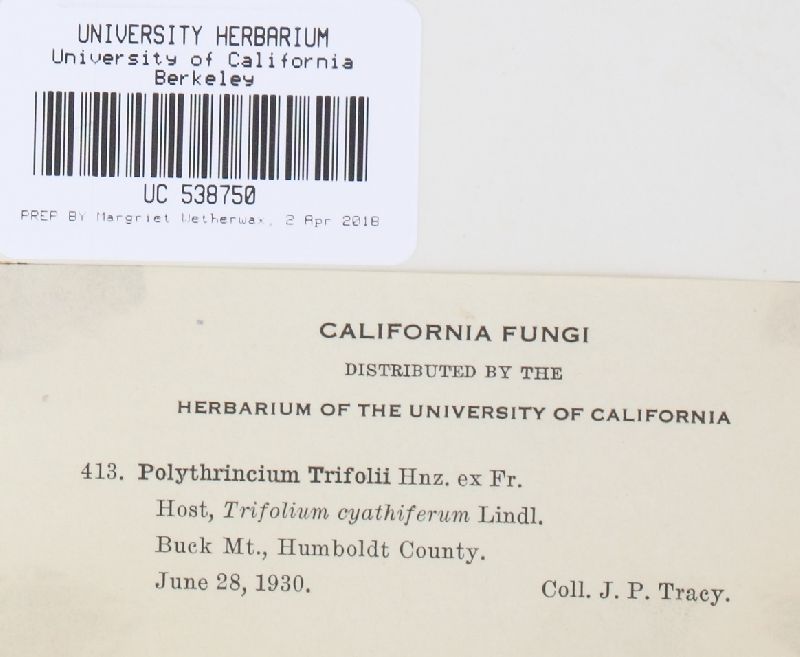 UNIVERSITY HERBARIUM
University of California
Berkeley
UC 538750
PREP BY Margriet Wetherwax, 2 Apr 2018
CALIFORNIA FUNGI
DISTRIBUTED BY THE
HERBARIUM OF THE UNIVERSITY OF CALIFORNIA
413. Polythrincium Trifolii Hnz. ex Fr.
Host, Trifolium cyathiferum Lindl.
Buck Mt., Humboldt County.
June 28, 1930. Coll. J. P. Tracy.